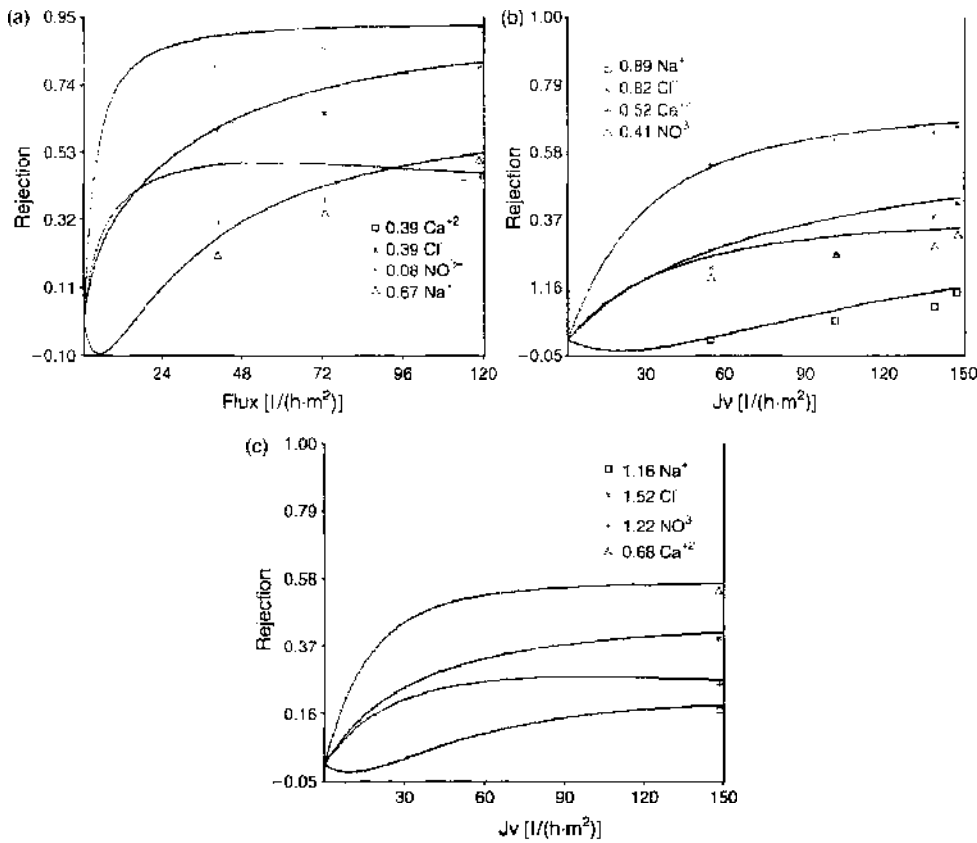 (a)
0.95
0.74
0.53
0.32
0.11
−0.10
Rejection
24
48
72
96
120
Flux [l/(h·m²)]
0.39 Ca⁺²
0.39 Cl⁻
0.08 NO³⁻
0.67 Na⁺
(b)
1.00
0.79
0.58
0.37
1.16
−0.05
Rejection
30
60
90
120
150
Jv [l/(h·m²)]
0.89 Na⁺
0.82 Cl⁻
0.52 Ca⁺²
0.41 NO³
(c)
1.00
0.79
0.58
0.37
0.16
−0.05
Rejection
30
60
90
120
150
Jv [l/(h·m²)]
1.16 Na⁺
1.52 Cl⁻
1.22 NO³
0.68 Ca⁺²